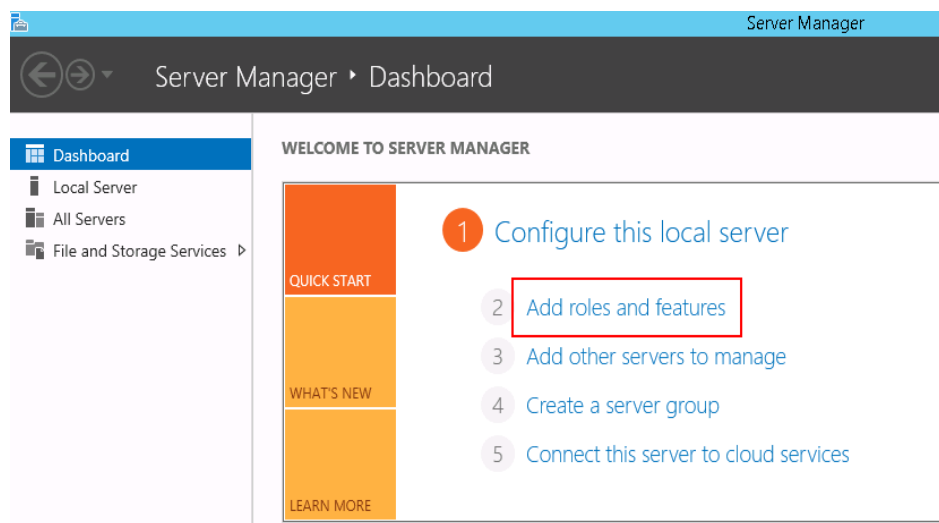 Server Manager
Server Manager ‣ Dashboard
Dashboard
Local Server
All Servers
File and Storage Services
WELCOME TO SERVER MANAGER
QUICK START
WHAT'S NEW
LEARN MORE
1 Configure this local server
2 Add roles and features
3 Add other servers to manage
4 Create a server group
5 Connect this server to cloud services